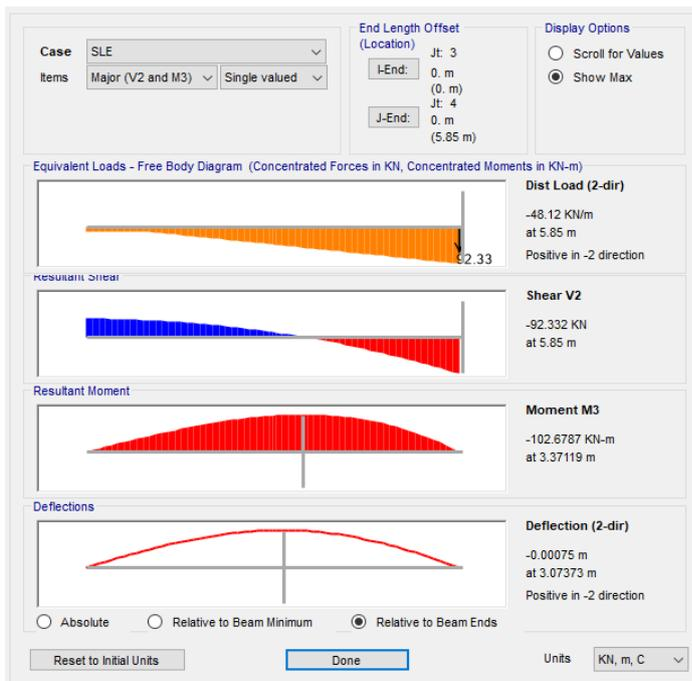 Case
SLE
Items
Major (V2 and M3)
Single valued
End Length Offset
(Location)
Jt: 3
I-End:
0. m
(0. m)
Jt: 4
J-End:
0. m
(5.85 m)
Display Options
Scroll for Values
Show Max
Equivalent Loads - Free Body Diagram (Concentrated Forces in KN, Concentrated Moments in KN-m)
92.33
Dist Load (2-dir)
-48.12 KN/m
at 5.85 m
Positive in -2 direction
Resultant Shear
Shear V2
-92.332 KN
at 5.85 m
Resultant Moment
Moment M3
-102.6787 KN-m
at 3.37119 m
Deflections
Deflection (2-dir)
-0.00075 m
at 3.07373 m
Positive in -2 direction
Absolute
Relative to Beam Minimum
Relative to Beam Ends
Reset to Initial Units
Done
Units
KN, m, C